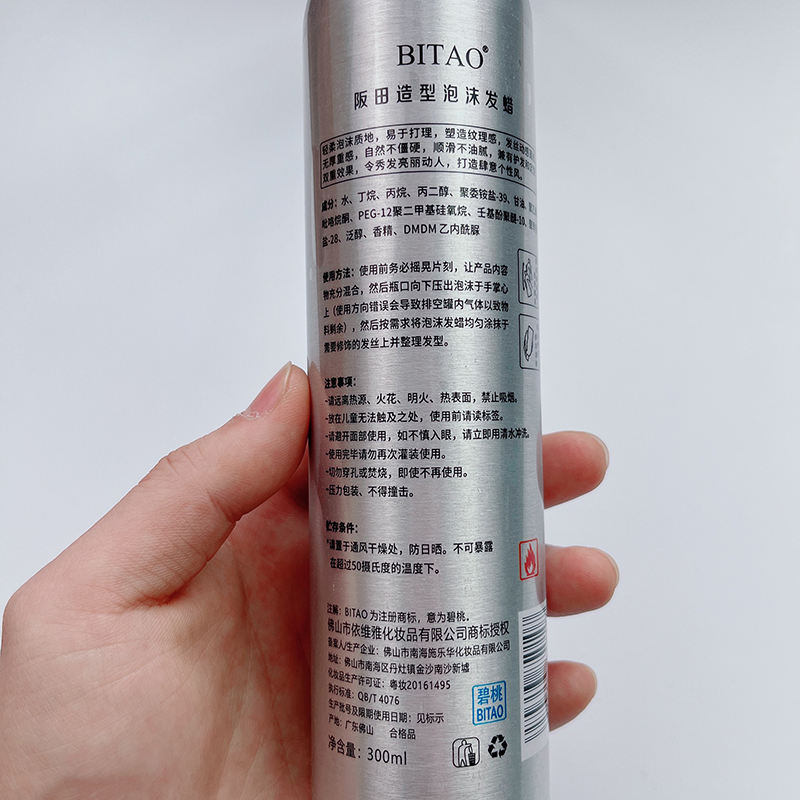 BITAO®
阪田造型泡沫发蜡
轻柔泡沫质地，易于打理，塑造纹理感，发丝动感
无厚重感，自然不僵硬，顺滑不油腻，兼有护发和
双重效果，令秀发亮丽动人，打造肆意个性风。
成分：水、丁烷、丙烷、丙二醇、聚季铵盐-39、甘油、
吡咯烷酮、PEG-12聚二甲基硅氧烷、壬基酚聚醚-10、
盐-28、泛醇、香精、DMDM 乙内酰脲
使用方法：使用前务必摇晃片刻，让产品内容
物充分混合，然后瓶口向下压出泡沫于手掌心
上（使用方向错误会导致排空罐内气体以致物
料剩余），然后按需求将泡沫发蜡均匀涂抹于
需要修饰的发丝上并整理发型。
注意事项：
-请远离热源、火花、明火、热表面，禁止吸烟。
-放在儿童无法触及之处，使用前请读标签。
-请避开面部使用，如不慎入眼，请立即用清水冲洗。
-使用完毕请勿再次灌装使用。
-切勿穿孔或焚烧，即使不再使用。
-压力包装、不得撞击。
贮存条件：
*请置于通风干燥处，防日晒。不可暴露
在超过50摄氏度的温度下。
注解：BITAO 为注册商标，意为碧桃。
佛山市依维雅化妆品有限公司商标授权
备案人/生产企业：佛山市南海施乐华化妆品有限公司
地址：佛山市南海区丹灶镇金沙南沙新墟
化妆品生产许可证：粤妆20161495
执行标准：QB/T 4076
生产批号及限期使用日期：见标示
产地：广东佛山 合格品
净含量：300ml
碧桃
BITAO